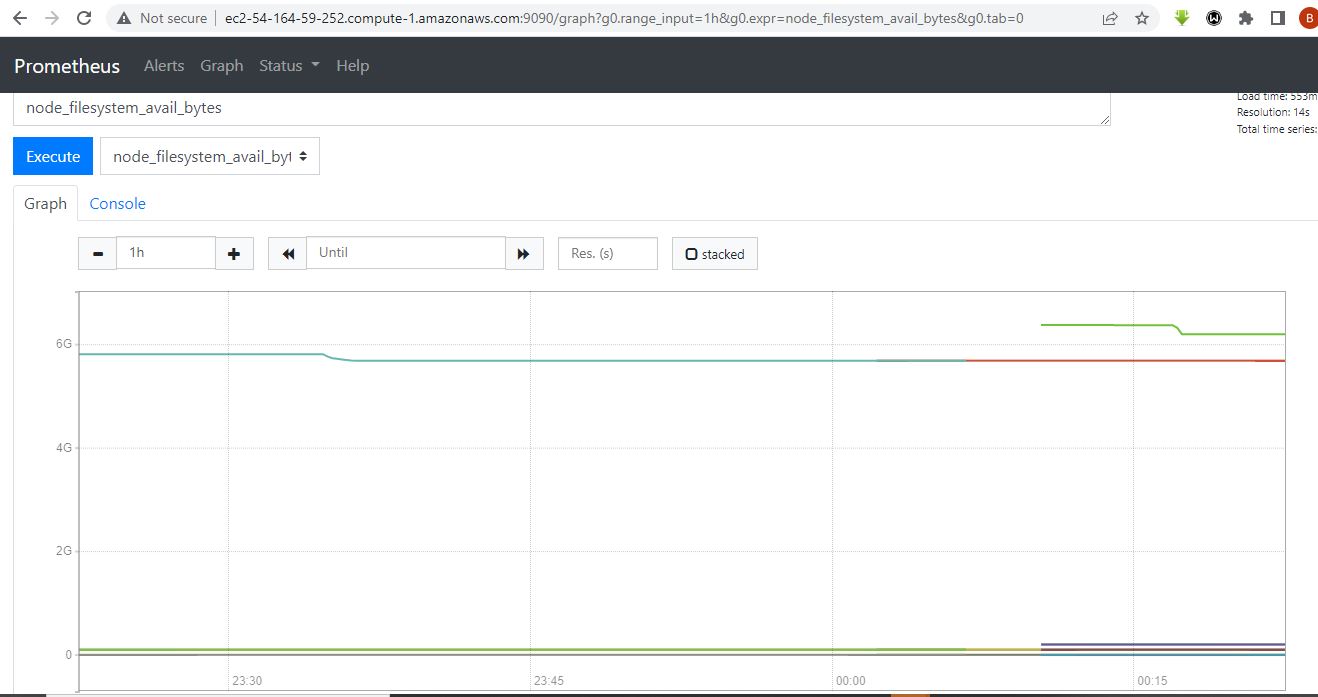 Not secure ec2-54-164-59-252.compute-1.amazonaws.com:9090/graph?g0.range_input=1h&g0.expr=node_filesystem_avail_bytes&g0.tab=0
B
Prometheus Alerts Graph Status Help
node_filesystem_avail_bytes
Load time: 553m
Resolution: 14s
Total time series:
Execute node_filesystem_avail_byt
Graph Console
1h Until Res. (s) stacked
6G
4G
2G
0
23:30 23:45 00:00 00:15